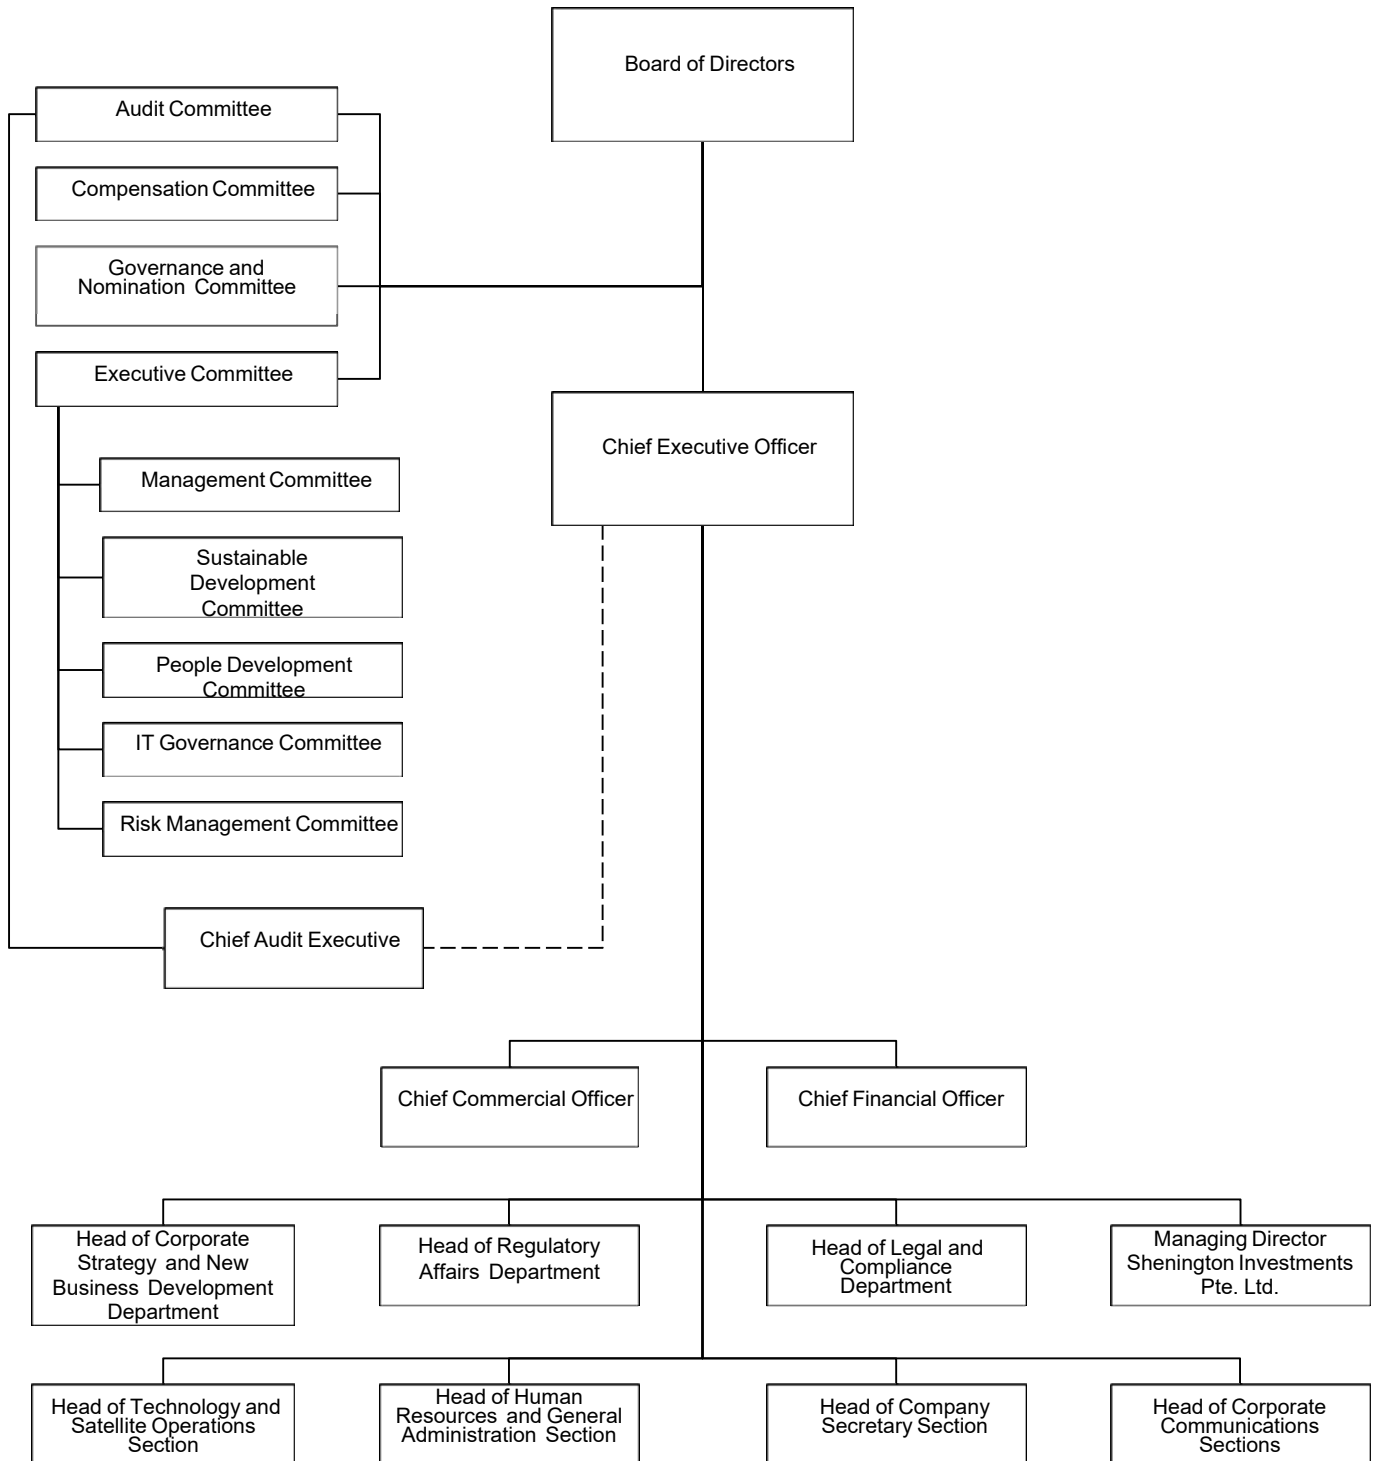 Board of Directors
Audit Committee
Compensation Committee
Governance and
Nomination Committee
Executive Committee
Chief Executive Officer
Management Committee
Sustainable
Development
Committee
People Development
Committee
IT Governance Committee
Risk Management Committee
Chief Audit Executive
Chief Commercial Officer
Chief Financial Officer
Head of Corporate
Strategy and New
Business Development
Department
Head of Regulatory
Affairs Department
Head of Legal and
Compliance
Department
Managing Director
Shenington Investments
Pte. Ltd.
Head of Technology and
Satellite Operations
Section
Head of Human
Resources and General
Administration Section
Head of Company
Secretary Section
Head of Corporate
Communications
Sections